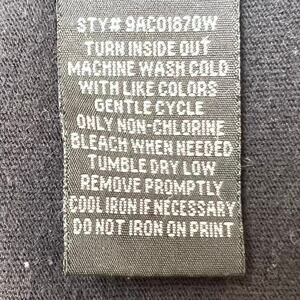 STY# 9AC01870W
TURN INSIDE OUT
MACHINE WASH COLD
WITH LIKE COLORS
GENTLE CYCLE
ONLY NON-CHLORINE
BLEACH WHEN NEEDED
TUMBLE DRY LOW
REMOVE PROMPTLY
COOL IRON IF NECESSARY
DO NOT IRON ON PRINT